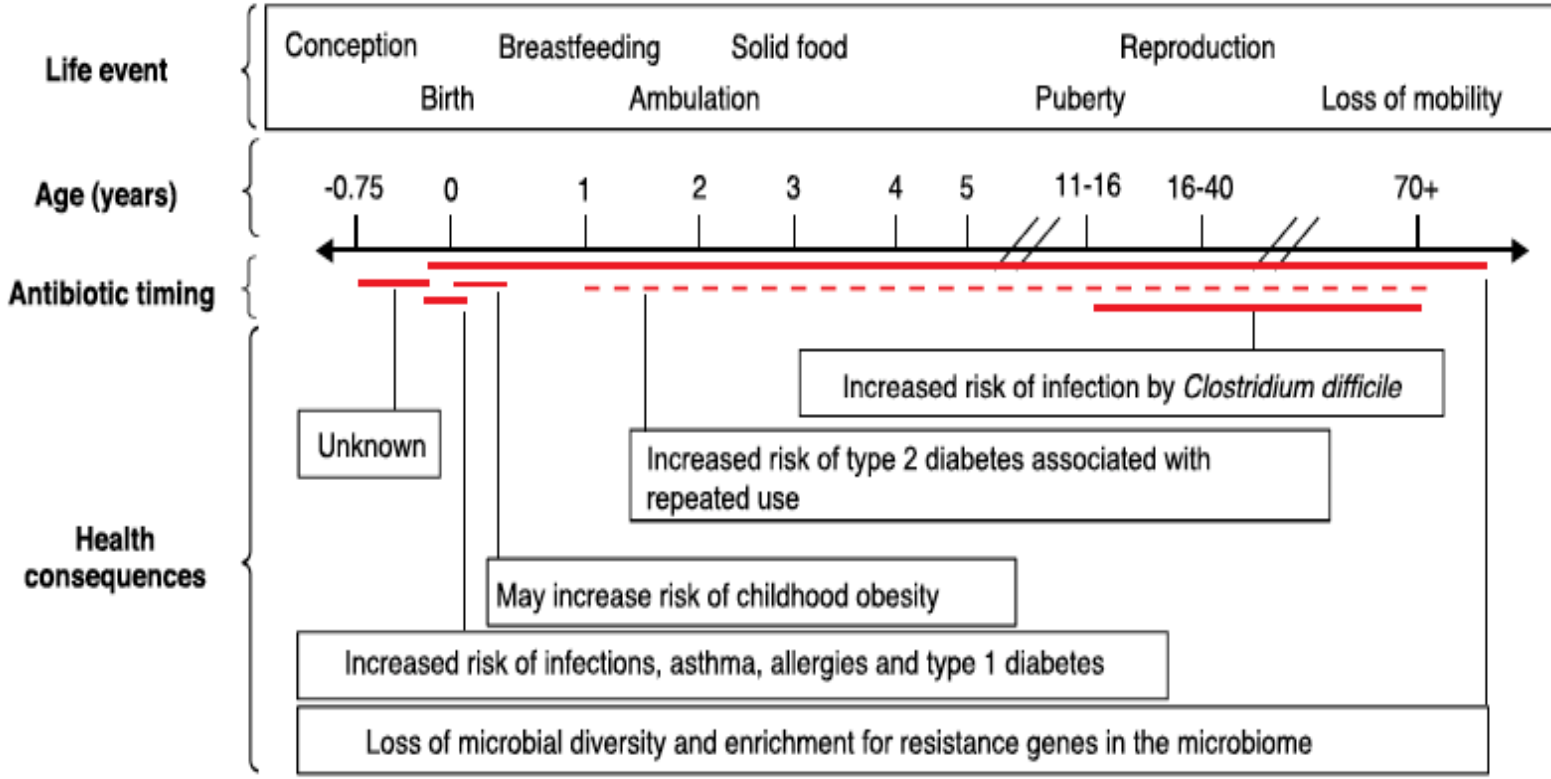 Conception Breastfeeding Solid food Reproduction
Life event
Birth Ambulation Puberty Loss of mobility
Age (years) -0.75 0 1 2 3 4 5 11-16 16-40 70+
Antibiotic timing
Increased risk of infection by Clostridium difficile
Unknown
Increased risk of type 2 diabetes associated with
repeated use
Health
consequences
May increase risk of childhood obesity
Increased risk of infections, asthma, allergies and type 1 diabetes
Loss of microbial diversity and enrichment for resistance genes in the microbiome